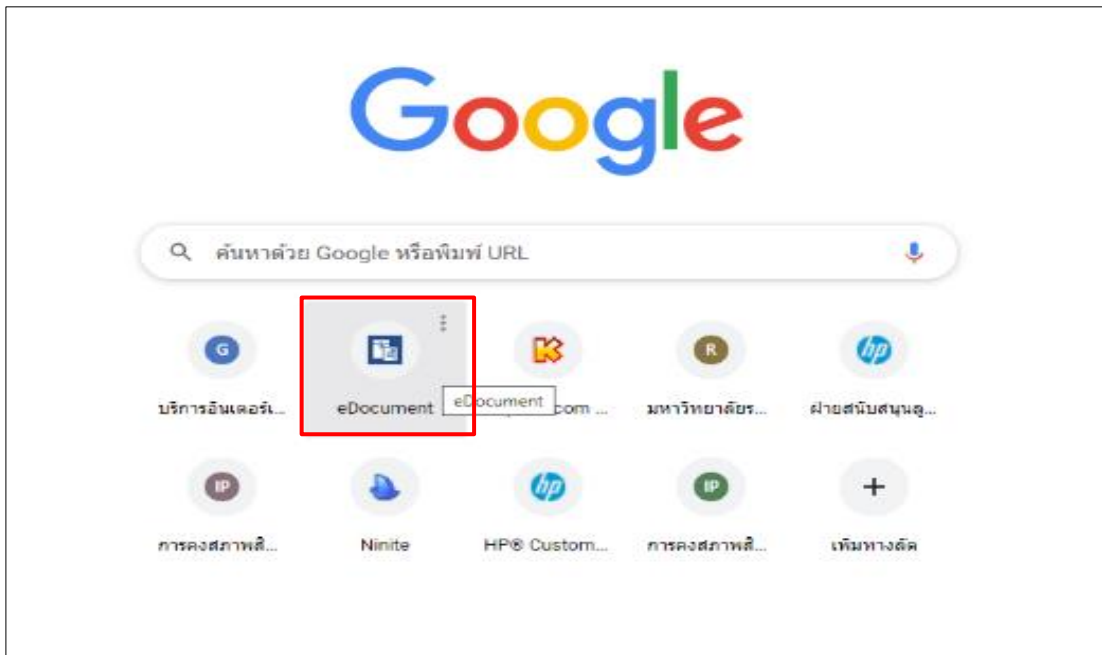 Google
ค้นหาด้วย Google หรือพิมพ์ URL
G
R
hp
บริการอินเตอร์เ...
eDocument
eDocument
com ...
มหาวิทยาลัยร...
ฝ่ายสนับสนุนลู...
IP
hp
IP
การคงสภาพสิ...
Ninite
HP® Custom...
การคงสภาพสิ...
เพิ่มทางลัด